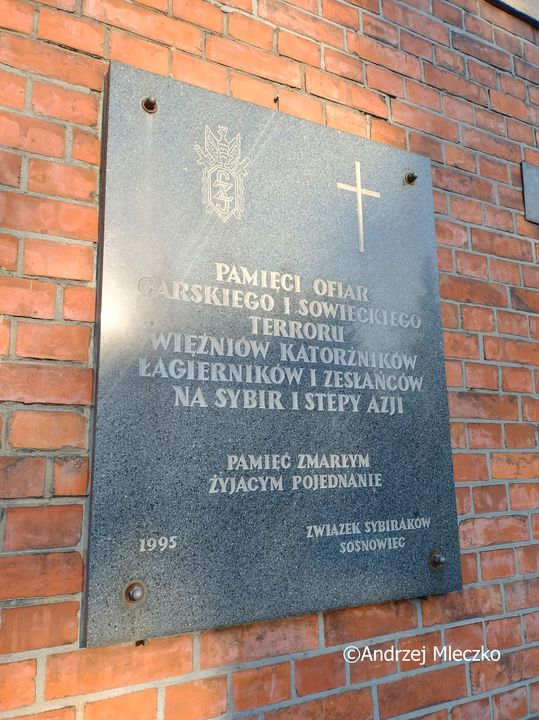 PAMIĘCI OFIAR
CARSKIEGO I SOWIECKIEGO
TERRORU
WIĘŹNIÓW KATORŻNIKÓW
ŁAGIERNIKÓW I ZESŁAŃCÓW
NA SYBIR I STEPY AZJI
PAMIĘĆ ZMARŁYM
ŻYJĄCYM POJEDNANIE
1995
ZWIĄZEK SYBIRAKÓW
SOSNOWIEC
©Andrzej Mleczko